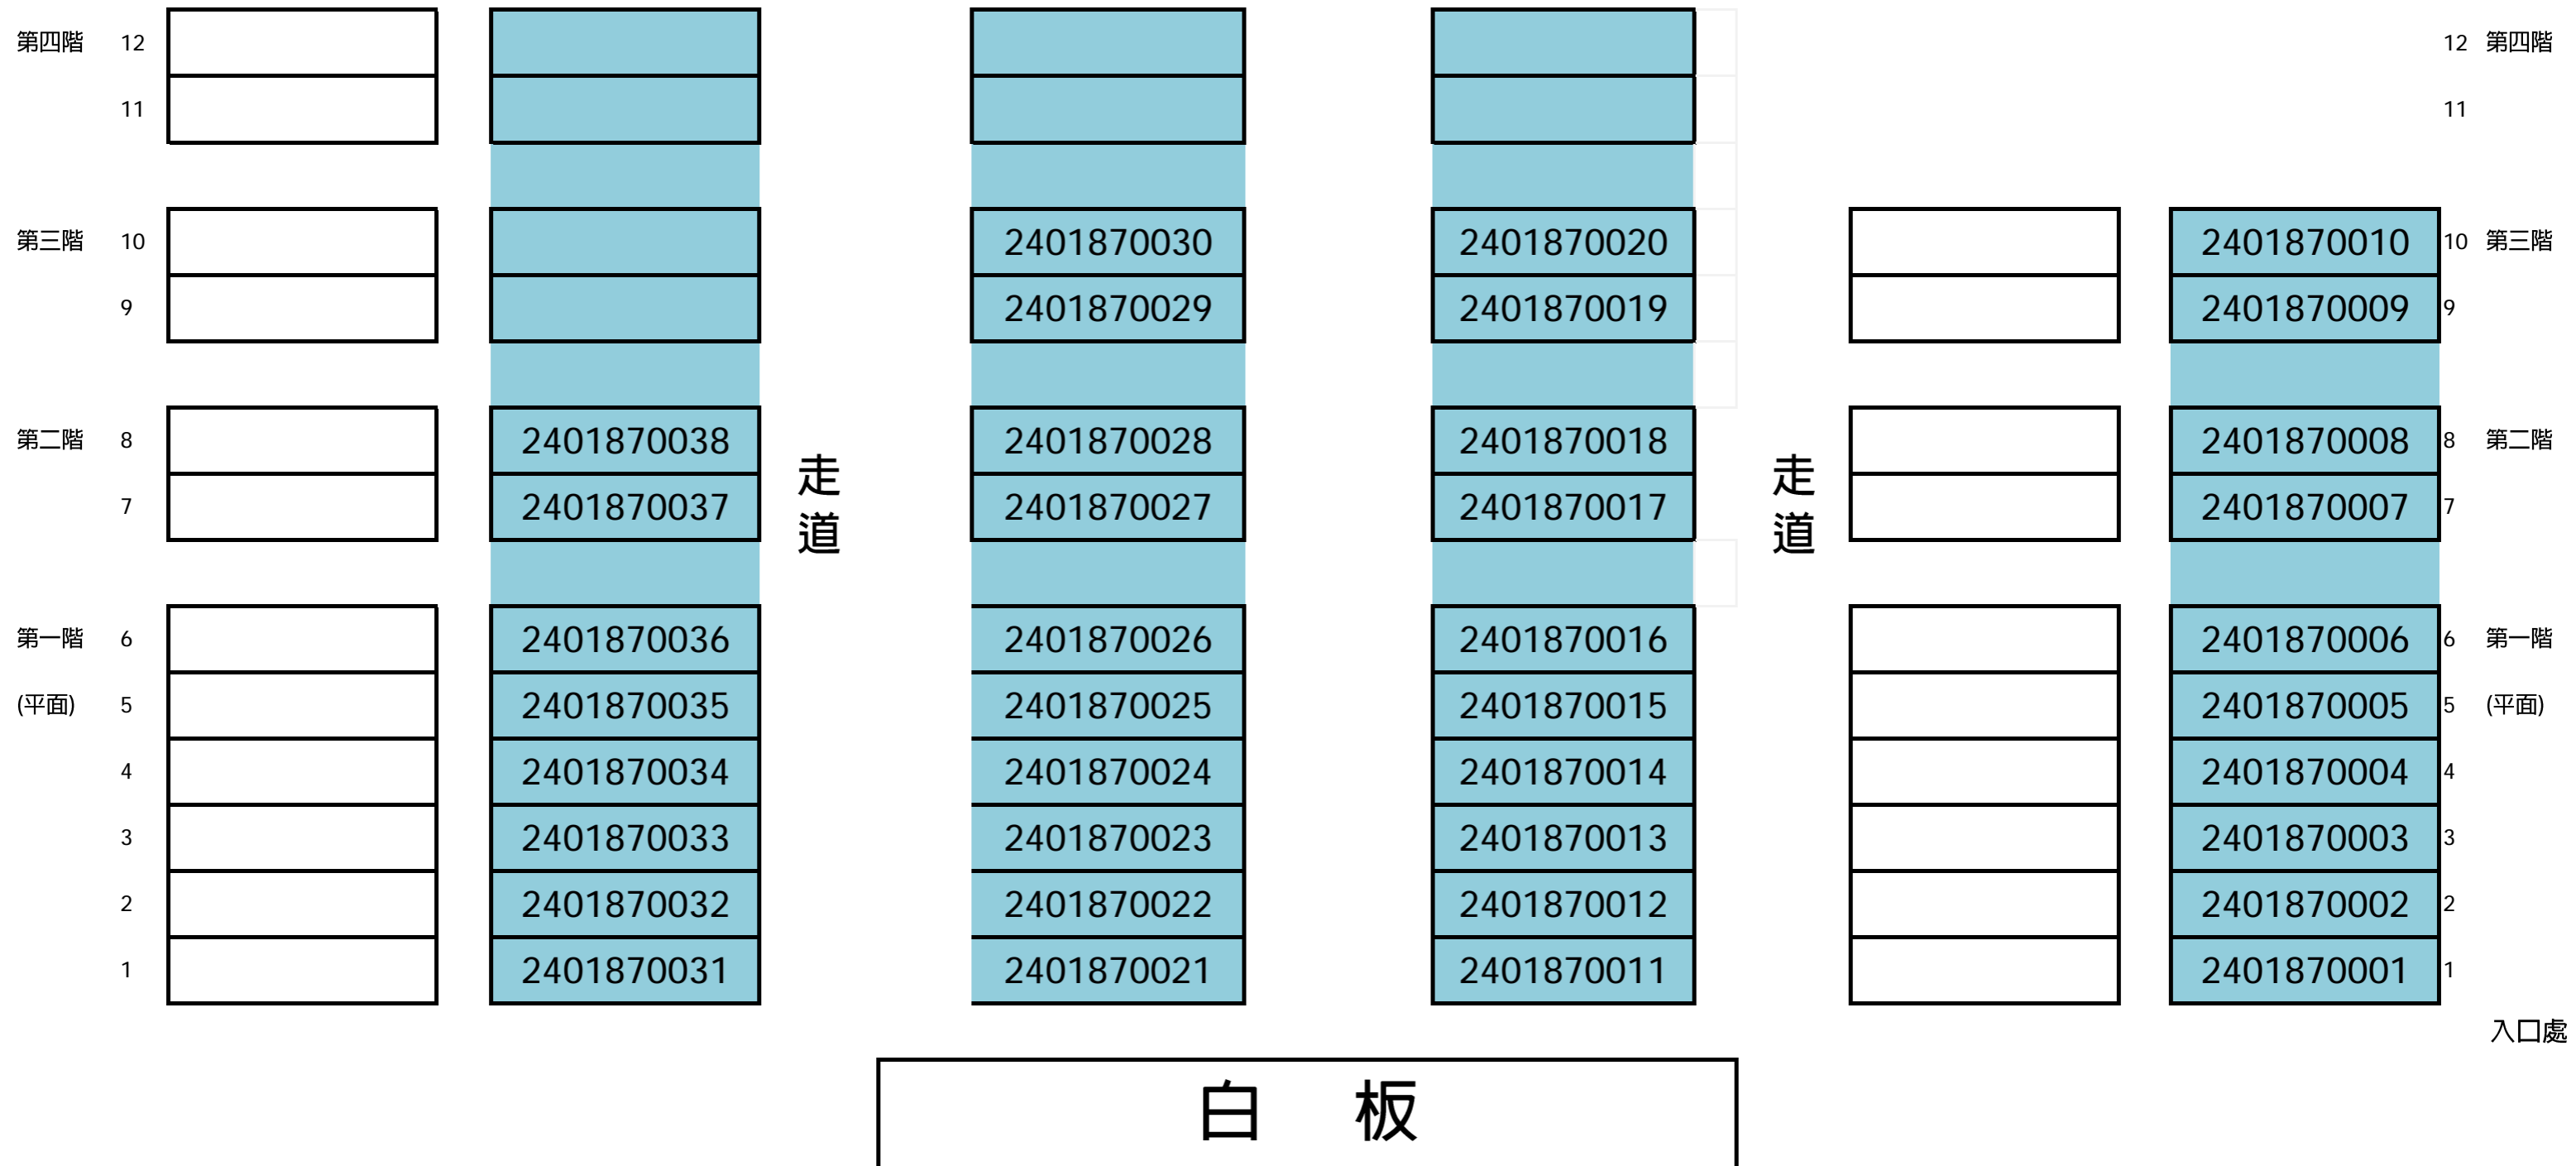 第四階 12 12 第四階
11 11
第三階 10 2401870030 2401870020 2401870010 10 第三階
9 2401870029 2401870019 2401870009 9
第二階 8 2401870038 2401870028 2401870018 2401870008 8 第二階
7 2401870037 2401870027 2401870017 2401870007 7
走道
走道
第一階 6 2401870036 2401870026 2401870016 2401870006 6 第一階
(平面) 5 2401870035 2401870025 2401870015 2401870005 5 (平面)
4 2401870034 2401870024 2401870014 2401870004 4
3 2401870033 2401870023 2401870013 2401870003 3
2 2401870032 2401870022 2401870012 2401870002 2
1 2401870031 2401870021 2401870011 2401870001 1
入口處
白 板